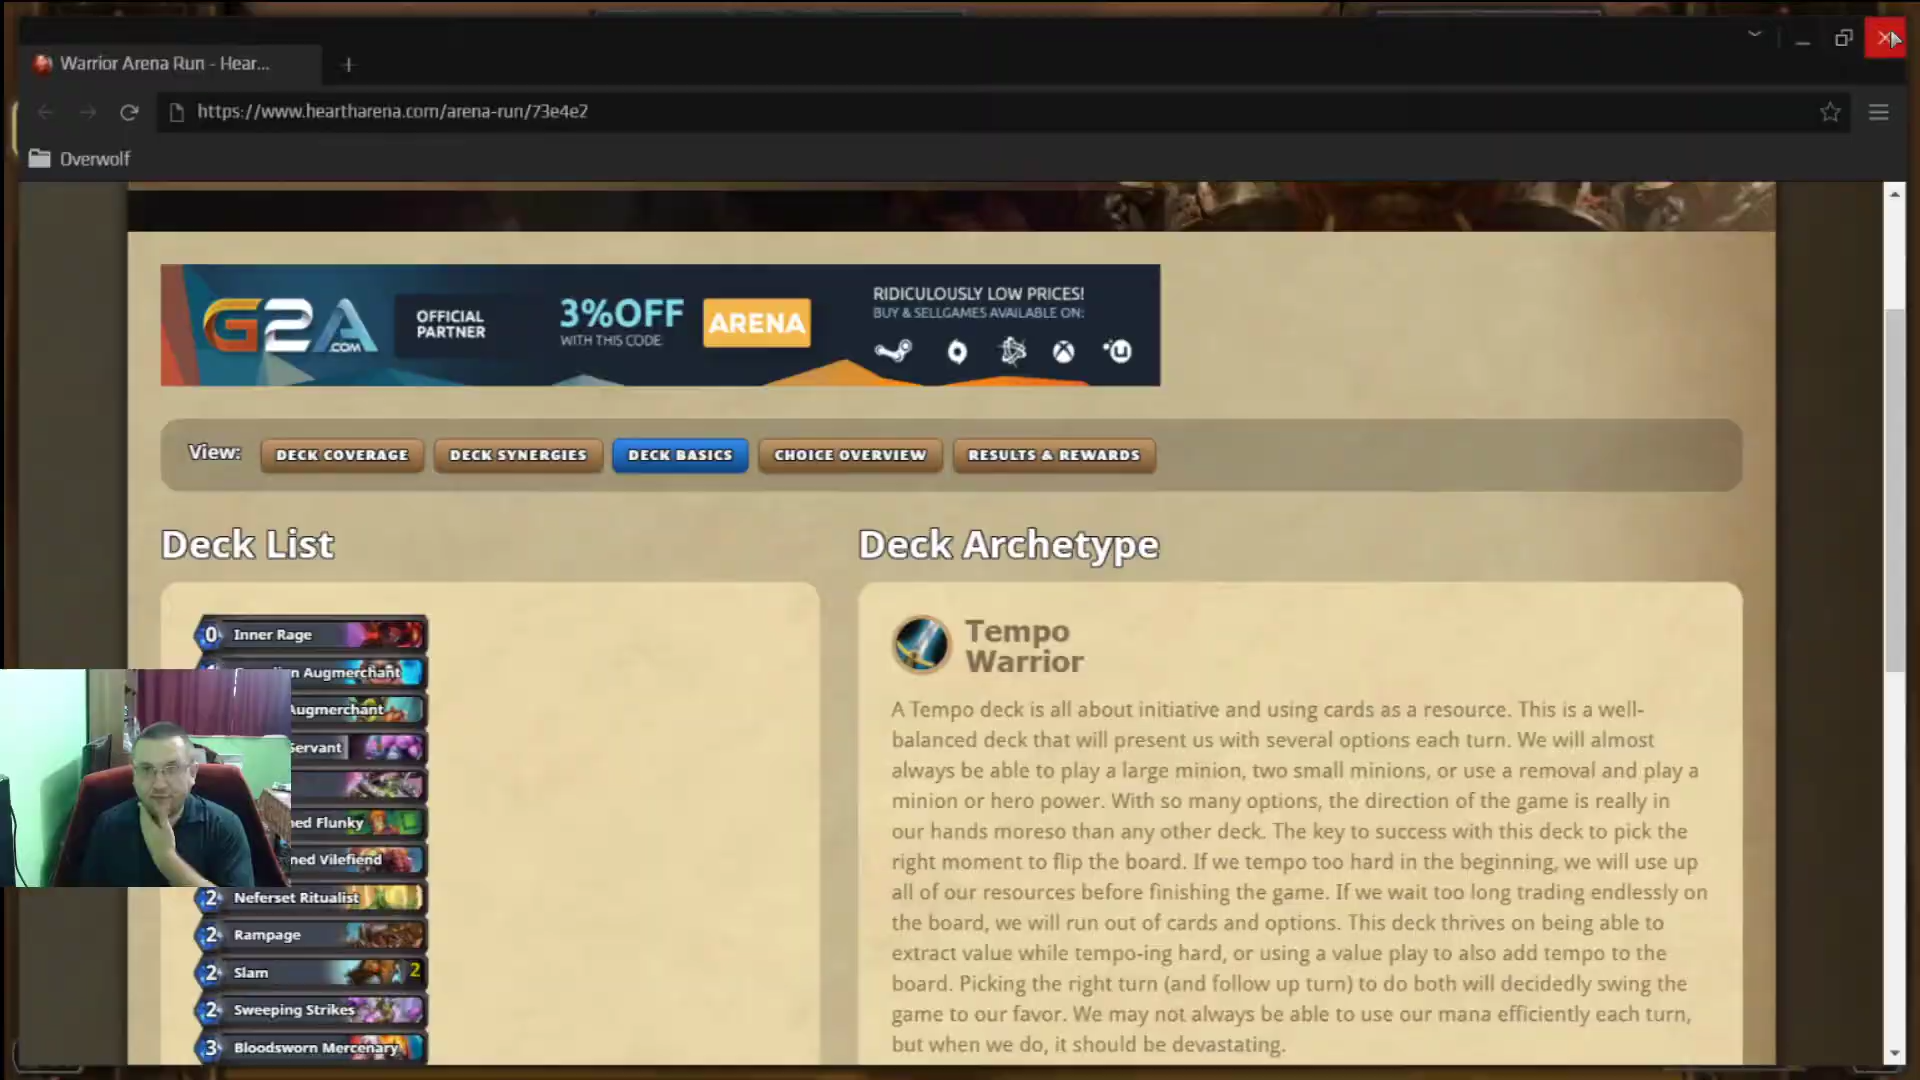 Warrior Arena Run - Hear...
https://www.heartharena.com/arena-run/73e4e2
Overwolf
G2A.COM
OFFICIAL
PARTNER
3%OFF
WITH THIS CODE:
ARENA
RIDICULOUSLY LOW PRICES!
BUY & SELLGAMES AVAILABLE ON:
View:
DECK COVERAGE
DECK SYNERGIES
DECK BASICS
CHOICE OVERVIEW
RESULTS & REWARDS
Deck List
0 Inner Rage
n Augmerchant
Augmerchant
Servant
ned Flunky
ned Vilefiend
2 Neferset Ritualist
2 Rampage
2 Slam 2
2 Sweeping Strikes
3 Bloodsworn Mercenary
Deck Archetype
Tempo
Warrior
A Tempo deck is all about initiative and using cards as a resource. This is a well-
balanced deck that will present us with several options each turn. We will almost
always be able to play a large minion, two small minions, or use a removal and play a
minion or hero power. With so many options, the direction of the game is really in
our hands moreso than any other deck. The key to success with this deck to pick the
right moment to flip the board. If we tempo too hard in the beginning, we will use up
all of our resources before finishing the game. If we wait too long trading endlessly on
the board, we will run out of cards and options. This deck thrives on being able to
extract value while tempo-ing hard, or using a value play to also add tempo to the
board. Picking the right turn (and follow up turn) to do both will decidedly swing the
game to our favor. We may not always be able to use our mana efficiently each turn,
but when we do, it should be devastating.